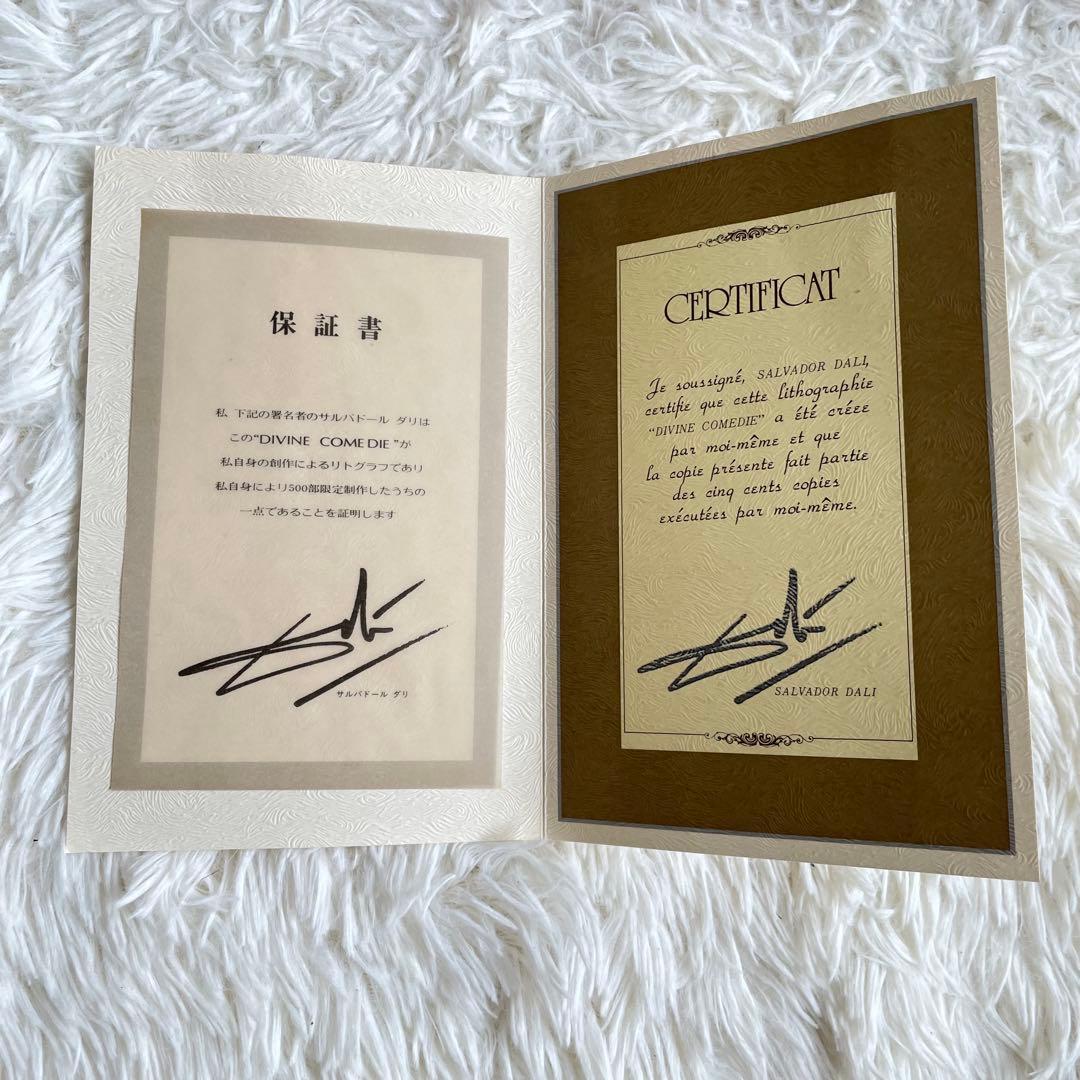 保証書
私 下記の署名者のサルバドール ダリは
この“DIVINE COMEDIE”が
私自身の創作によるリトグラフであり
私自身により500部限定制作したうちの
一点であることを証明します
サルバドール ダリ
CERTIFICAT
Je soussigné, SALVADOR DALI,
certifie que cette lithographie
“DIVINE COMEDIE” a été créee
par moi-même et que
la copie présente fait partie
des cinq cents copies
exécutées par moi-même.
SALVADOR DALI